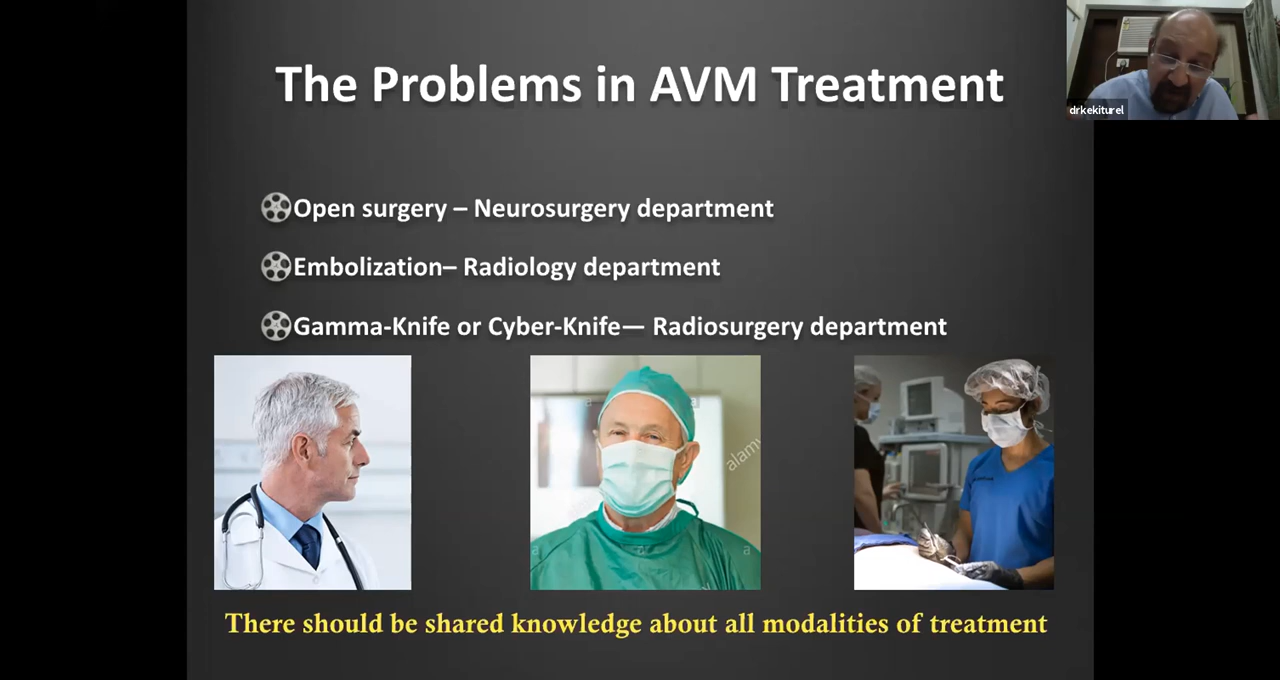 The Problems in AVM Treatment
drkekiturel
Open surgery – Neurosurgery department
Embolization– Radiology department
Gamma-Knife or Cyber-Knife— Radiosurgery department
alamy
a
a
a
a
There should be shared knowledge about all modalities of treatment